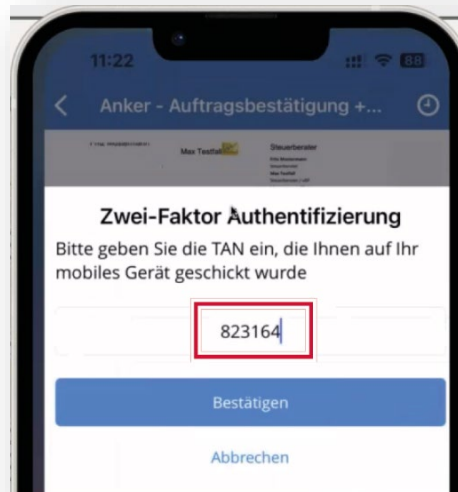 11:22
88
Anker - Auftragsbestätigung +...
Max Testfall
Steuerberater
Zwei-Faktor Authentifizierung
Bitte geben Sie die TAN ein, die Ihnen auf Ihr
mobiles Gerät geschickt wurde
823164
Bestätigen
Abbrechen